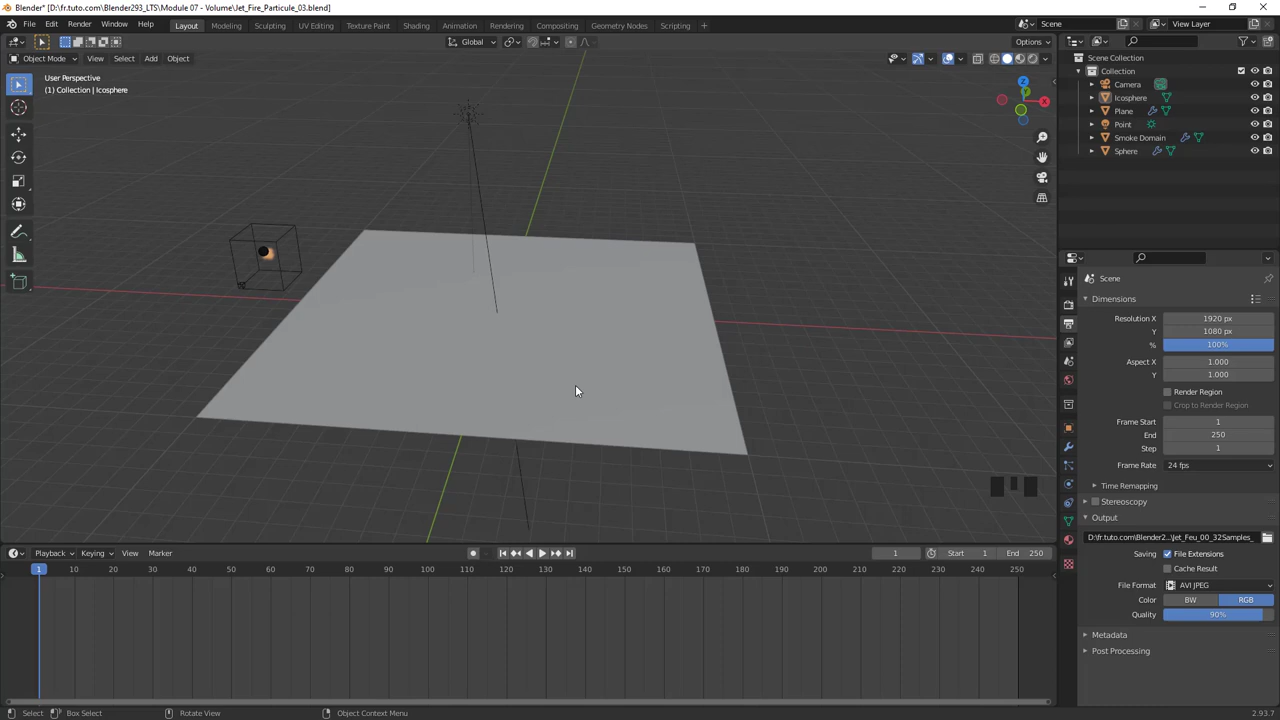 Blender* [D:\fr.tuto.com\Blender293_LTS\Module 07 - Volume\Jet_Fire_Particule_03.blend]
File Edit Render Window Help Layout Modeling Sculpting UV Editing Texture Paint Shading Animation Rendering Compositing Geometry Nodes Scripting + Scene View Layer
Global Options
Object Mode View Select Add Object
User Perspective
(1) Collection | Icosphere
Z
Y
X
Scene Collection
Collection
Camera
Icosphere
Plane
Point
Smoke Domain
Sphere
Scene
Dimensions
Resolution X 1920 px
Y 1080 px
% 100%
Aspect X 1.000
Y 1.000
Render Region
Crop to Render Region
Frame Start 1
End 250
Step 1
Frame Rate 24 fps
Time Remapping
Stereoscopy
Output
D:\fr.tuto.com\Blender2...\Jet_Feu_00_32Samples_
Saving File Extensions
Cache Result
File Format AVI JPEG
Color BW RGB
Quality 90%
Metadata
Post Processing
Playback Keying View Marker 1 Start 1 End 250
1 10 20 30 40 50 60 70 80 90 100 110 120 130 140 150 160 170 180 190 200 210 220 230 240 250
Select Box Select Rotate View Object Context Menu 2.93.7